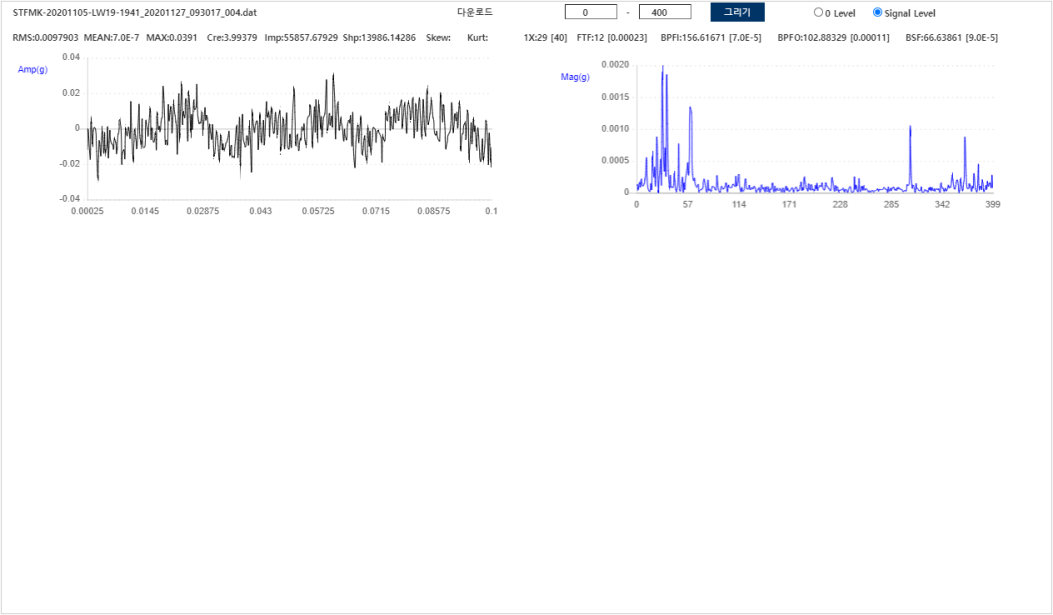 STFMK-20201105-LW19-1941_20201127_093017_004.dat 다운로드 0 - 400 그리기 0 Level Signal Level
RMS:0.0097903 MEAN:7.0E-7 MAX:0.0391 Cre:3.99379 Imp:55857.67929 Shp:13986.14286 Skew: Kurt: 1X:29 [40] FTF:12 [0.00023] BPFI:156.61671 [7.0E-5] BPFO:102.88329 [0.00011] BSF:66.63861 [9.0E-5]
Amp(g)
0.04
0.02
0
-0.02
-0.04
0.00025 0.0145 0.02875 0.043 0.05725 0.0715 0.08575 0.1
Mag(g)
0.0020
0.0015
0.0010
0.0005
0
0 57 114 171 228 285 342 399